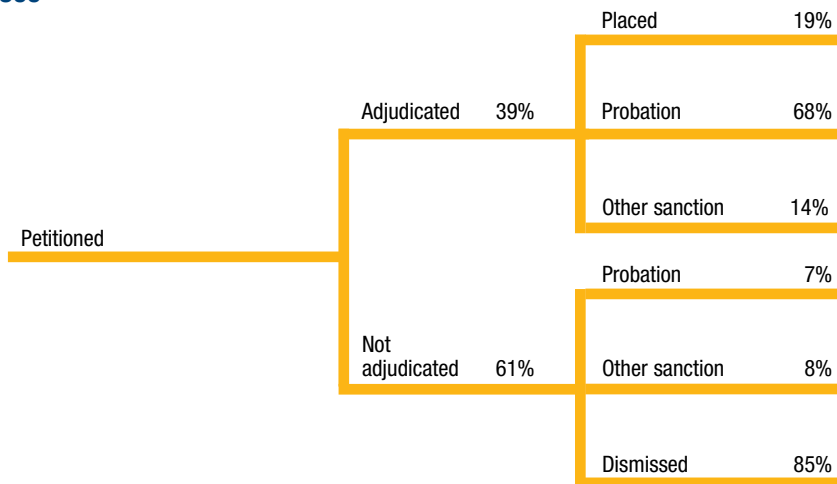 Placed 19%
Adjudicated 39%
Probation 68%
Other sanction 14%
Petitioned
Probation 7%
Not
adjudicated 61%
Other sanction 8%
Dismissed 85%